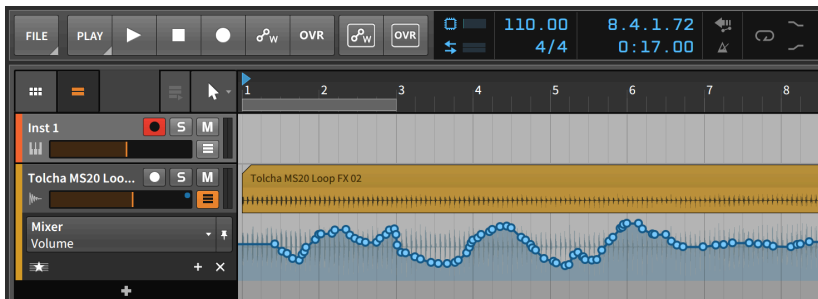 FILE PLAY W OVR W OVR 110.00 8.4.1.72
4/4 0:17.00
1 2 3 4 5 6 7 8
Inst 1 S M
Tolcha MS20 Loo... S M
Tolcha MS20 Loop FX 02
Mixer
Volume